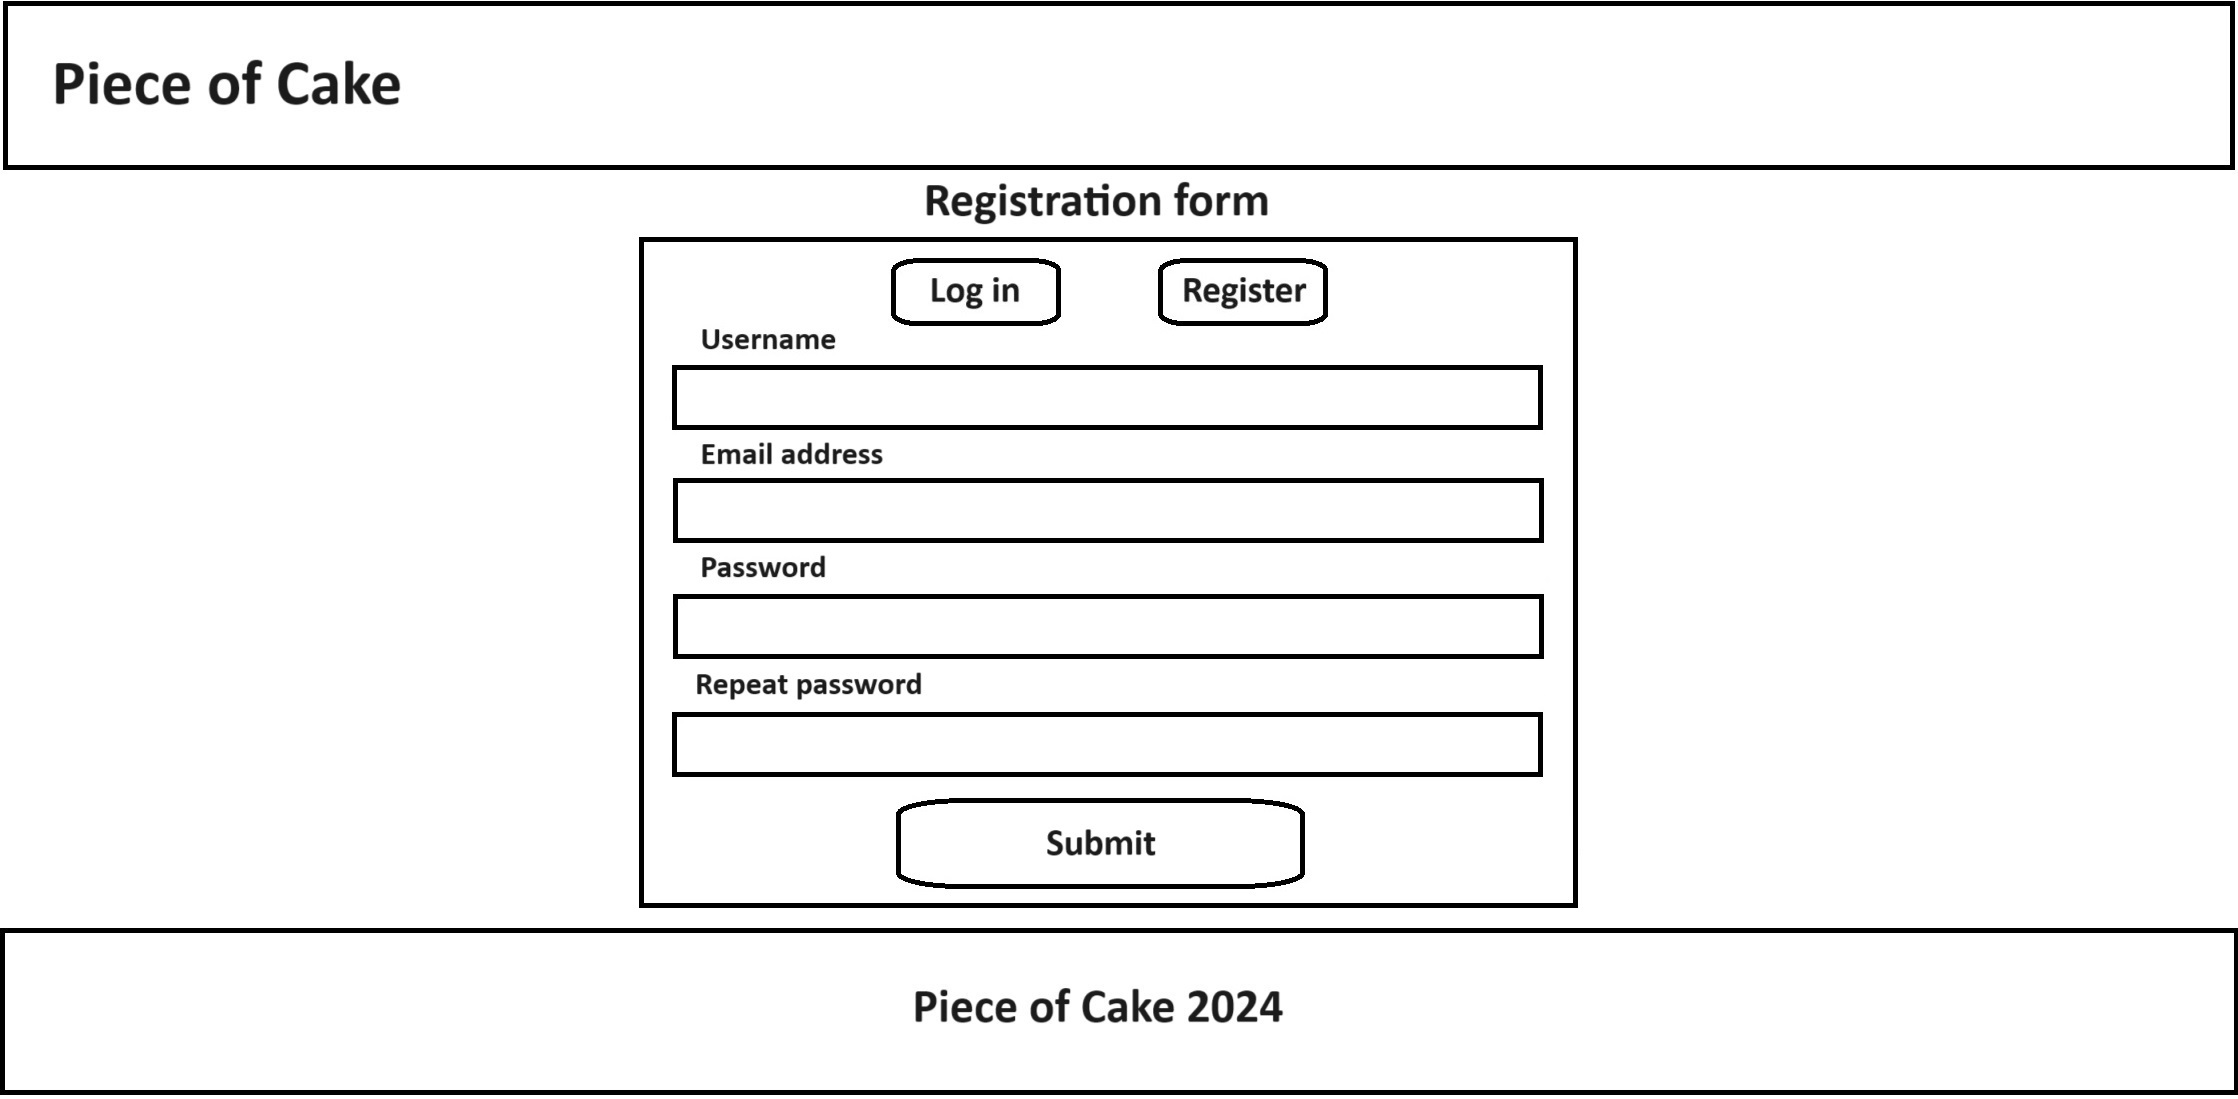 Piece of Cake
Registration form
Log in Register
Username
Email address
Password
Repeat password
Submit
Piece of Cake 2024